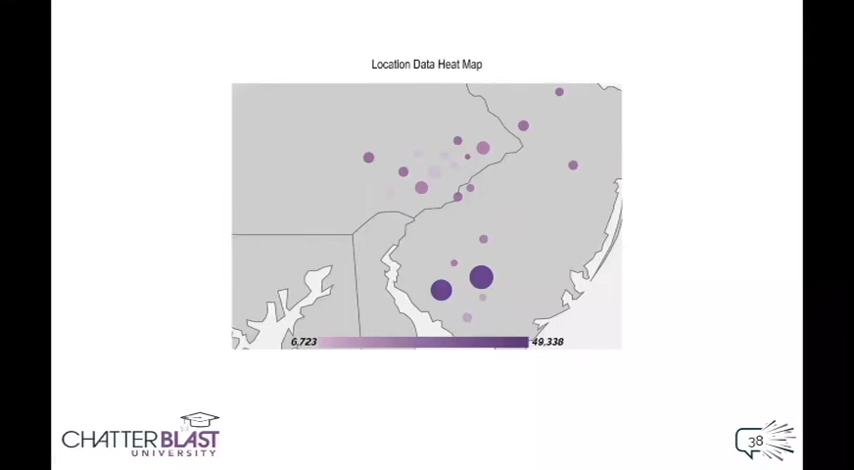 Location Data Heat Map
6,723
49,338
CHATTERBLAST
UNIVERSITY
38